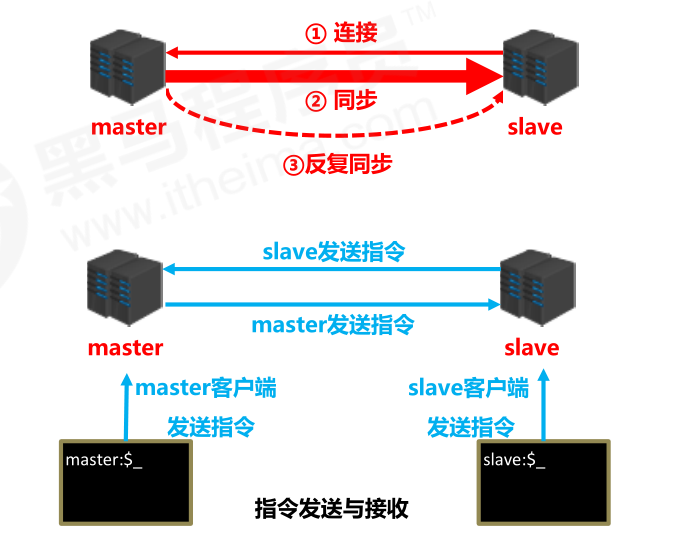 TM
① 连接
② 同步
master
slave
③反复同步
黑马程序员
www.itheima.com
slave发送指令
master发送指令
master
slave
master客户端
发送指令
slave客户端
发送指令
master:$_
slave:$_
指令发送与接收